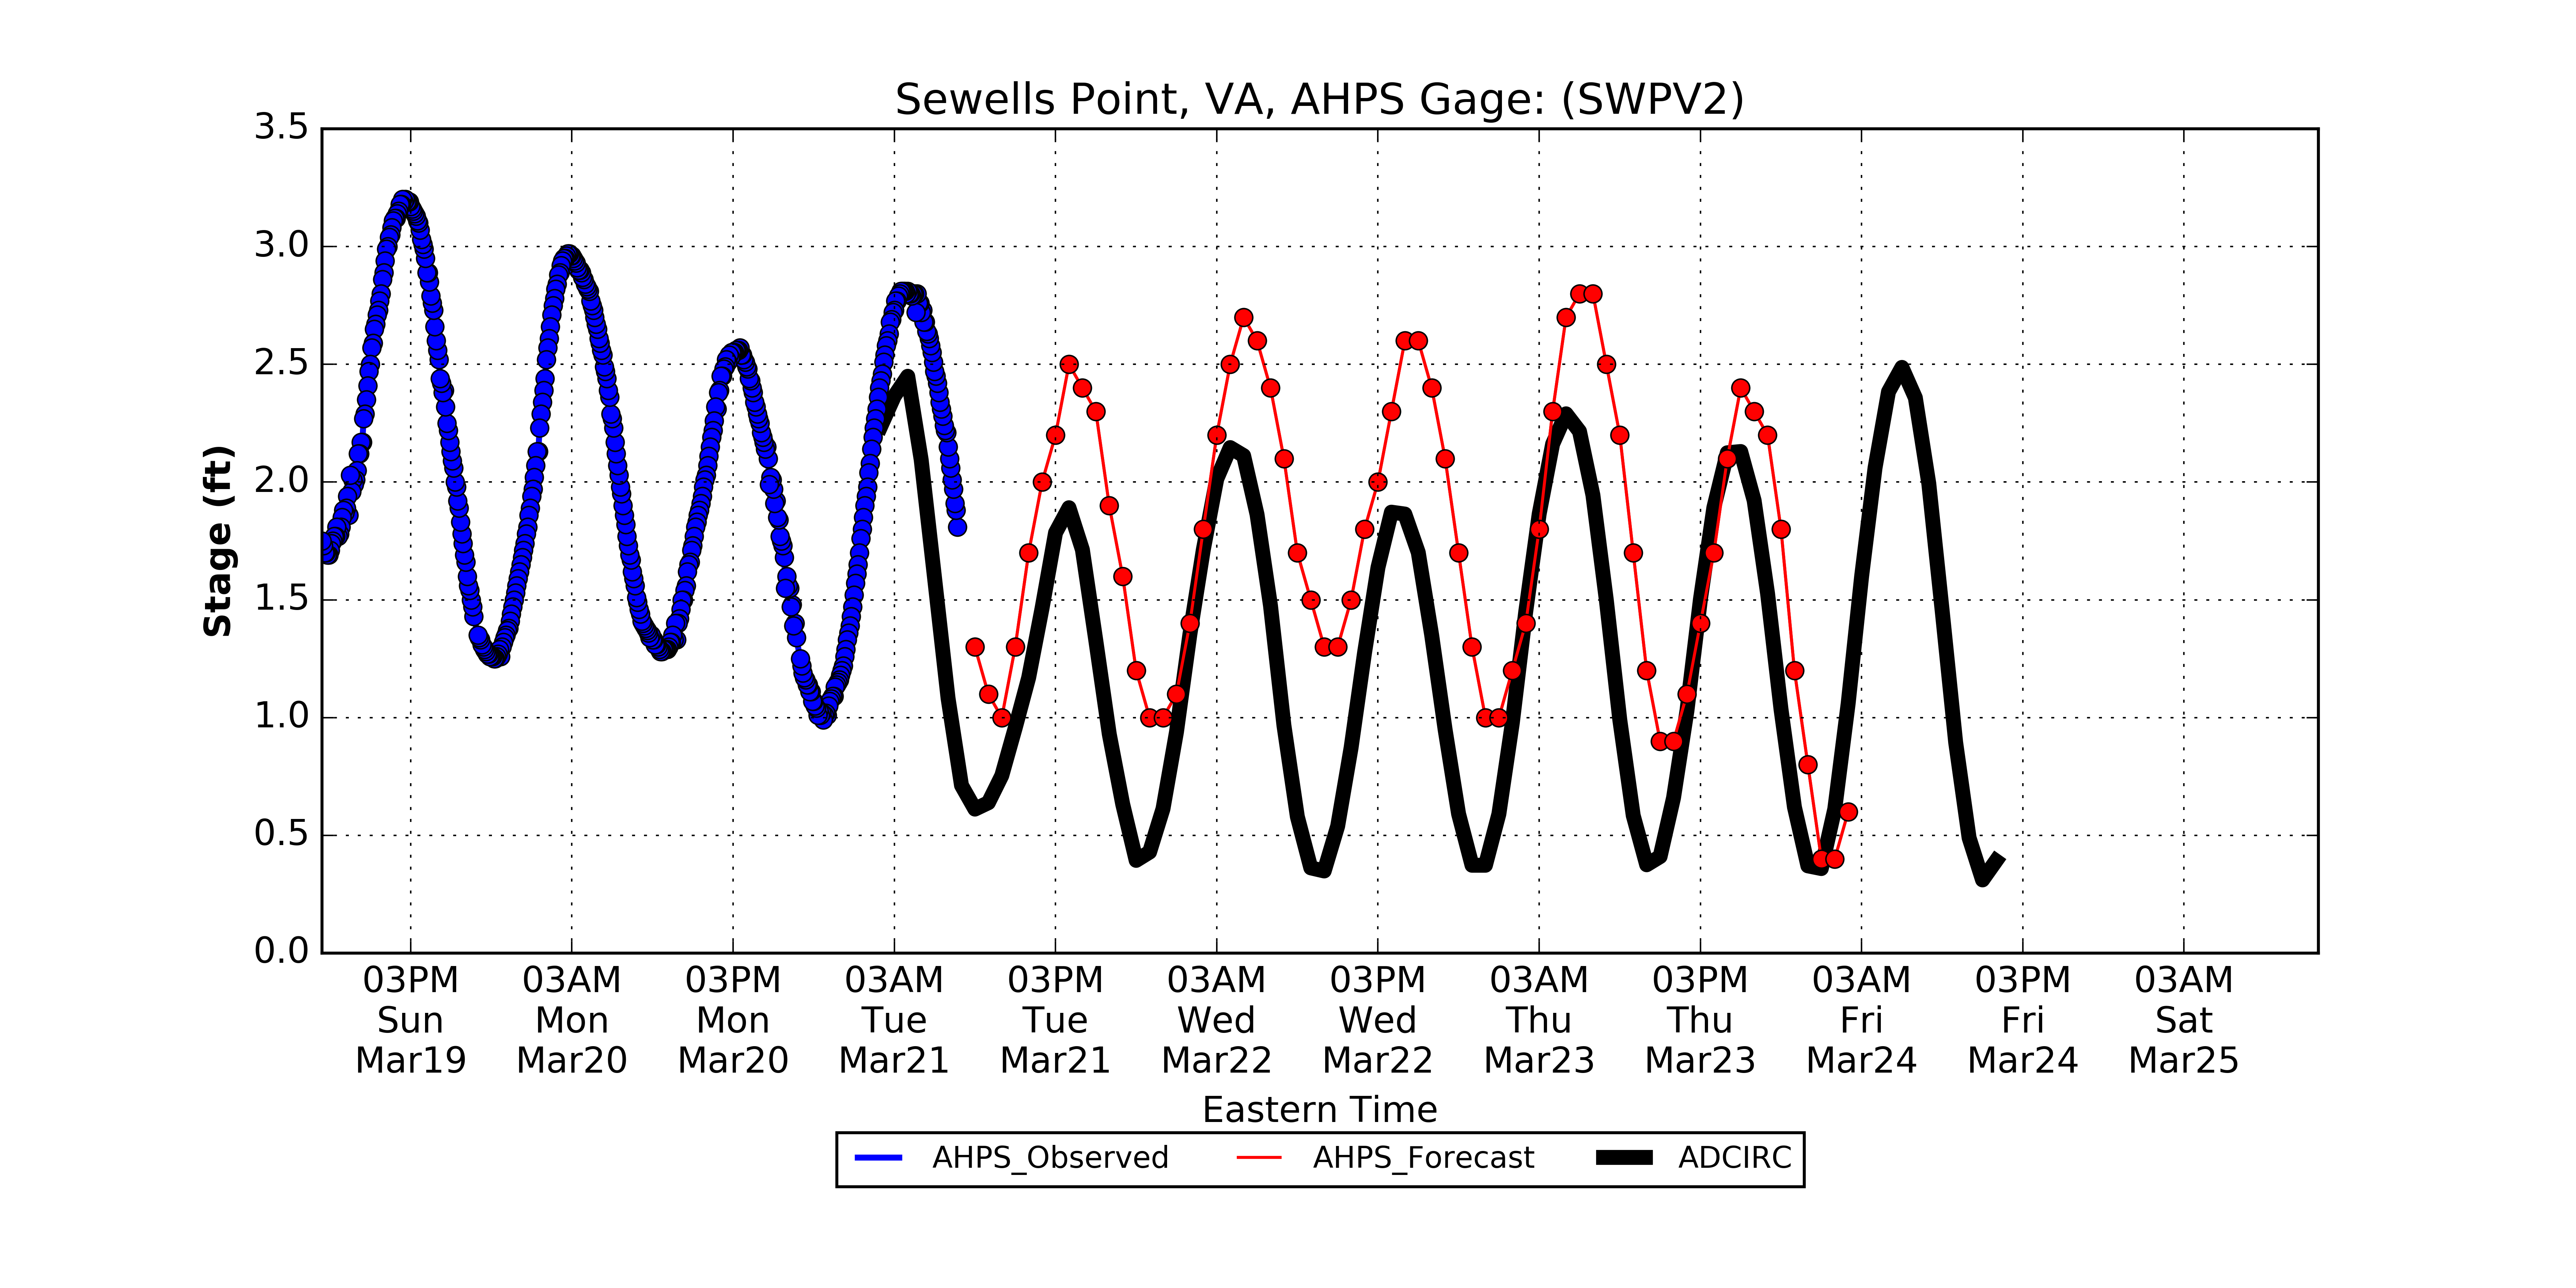 Sewells Point, VA, AHPS Gage: (SWPV2)
3.5
3.0
2.5
2.0
1.5
1.0
0.5
0.0
Stage (ft)
03PM 03AM 03PM 03AM 03PM 03AM 03PM 03AM 03PM 03AM 03PM 03AM
Sun Mon Mon Tue Tue Wed Wed Thu Thu Fri Fri Sat
Mar19 Mar20 Mar20 Mar21 Mar21 Mar22 Mar22 Mar23 Mar23 Mar24 Mar24 Mar25
Eastern Time
AHPS_Observed AHPS_Forecast ADCIRC